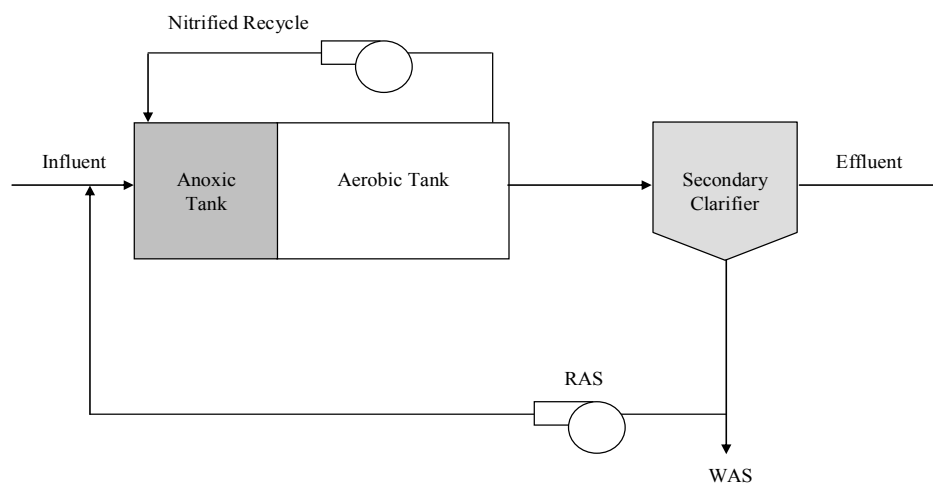 Nitrified Recycle
Influent
Anoxic
Tank
Aerobic Tank
Secondary
Clarifier
Effluent
RAS
WAS